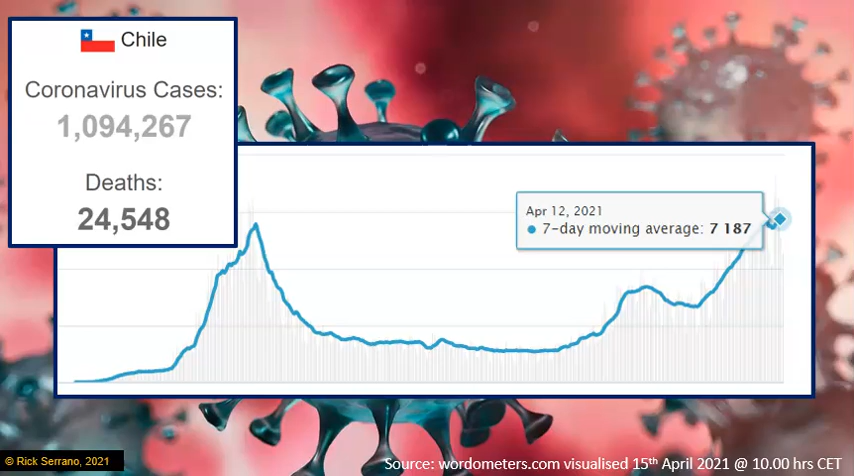 Chile
Coronavirus Cases:
1,094,267
Deaths:
24,548
Apr 12, 2021
7-day moving average: 7 187
© Rick Serrano, 2021
Source: wordometers.com visualised 15th April 2021 @ 10.00 hrs CET